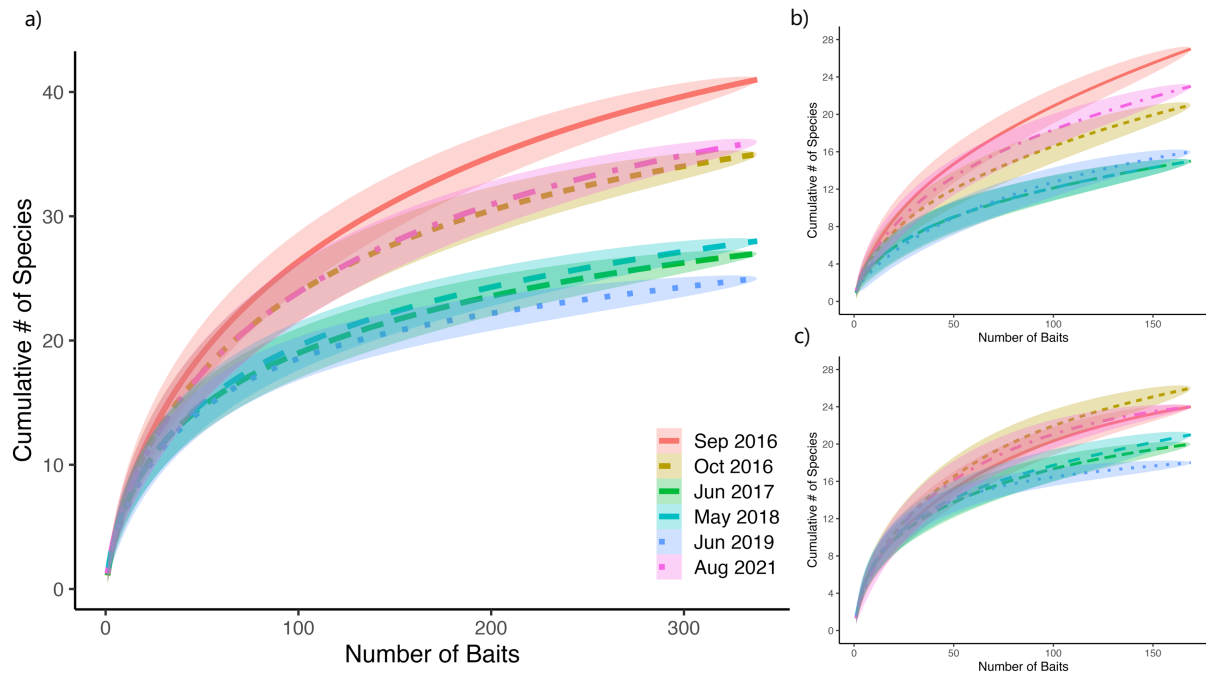 a)
40
30
20
10
0
Cumulative # of Species
0 100 200 300
Number of Baits
Sep 2016
Oct 2016
Jun 2017
May 2018
Jun 2019
Aug 2021
b)
28
24
20
16
12
8
4
0
Cumulative # of Species
0 50 100 150
Number of Baits
c)
28
24
20
16
12
8
4
0
Cumulative # of Species
0 50 100 150
Number of Baits